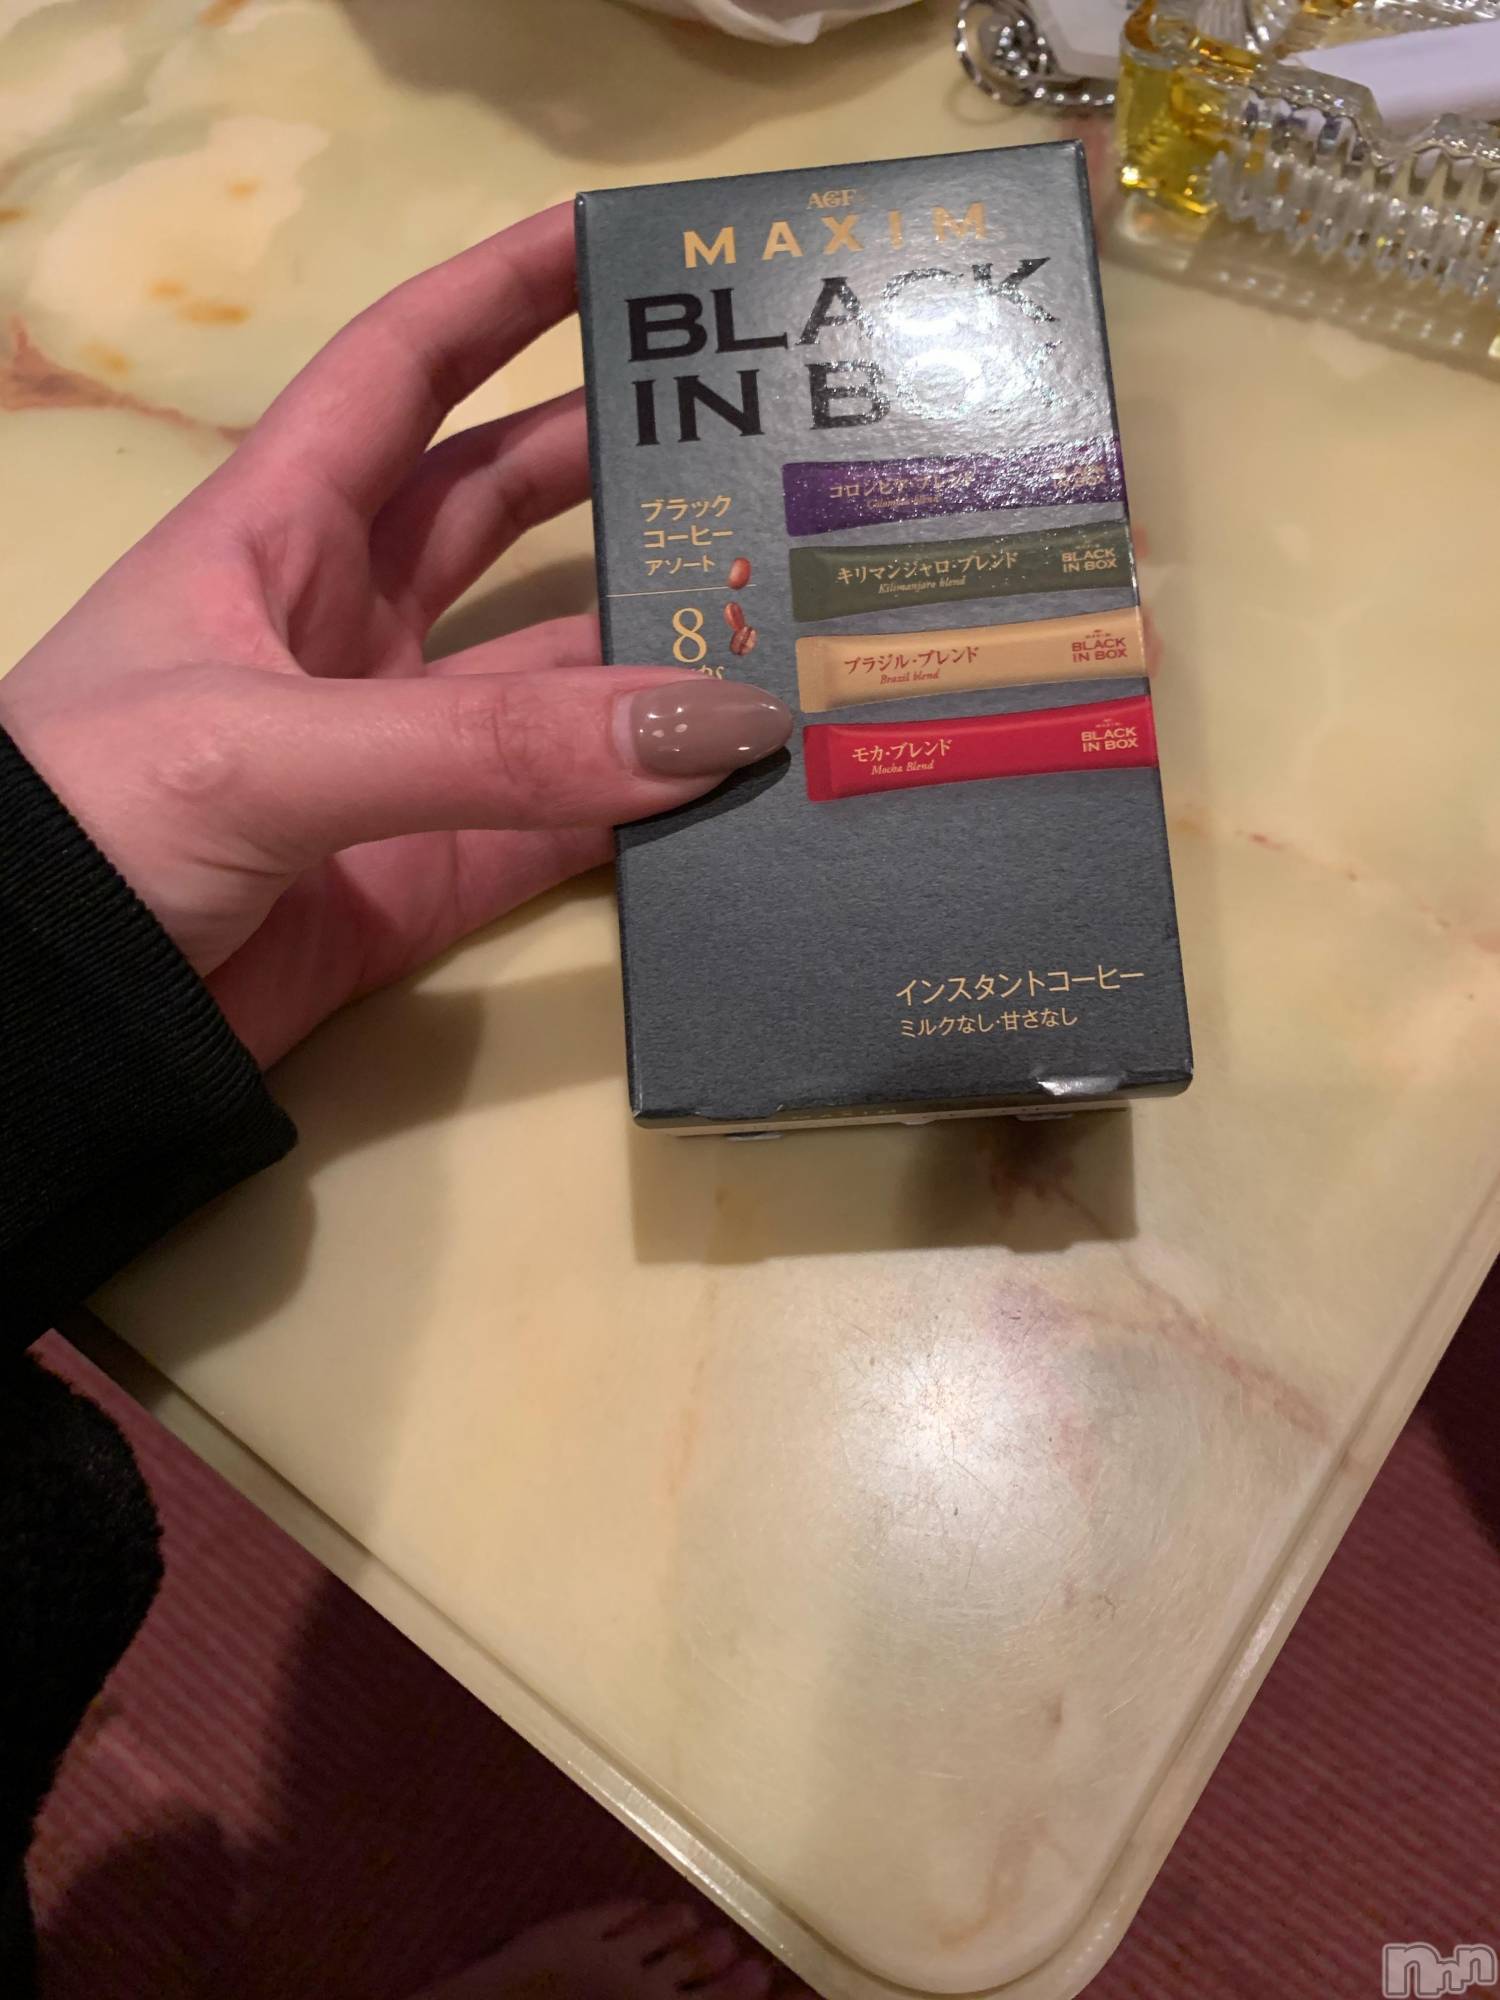 AGF
MAXIM
BLACK
IN BOX
ブラック
コーヒー
アソート
8
コロンビア・ブレンド
キリマンジャロ・ブレンド
Kilimanjaro blend
BLACK
IN BOX
ブラジル・ブレンド
Brazil blend
BLACK
IN BOX
モカ・ブレンド
Mocha Blend
BLACK
IN BOX
インスタントコーヒー
ミルクなし・甘さなし